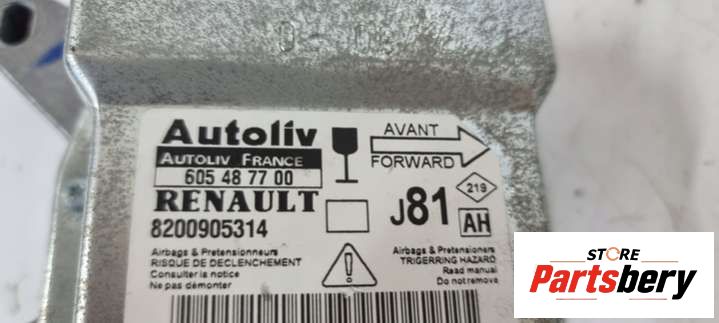 Autoliv
AUTOLIV FRANCE
605 48 77 00
RENAULT
8200905314
AVANT
FORWARD
J81
219
AH
Airbags & Pretensionneurs
RISQUE DE DECLENCHEMENT
Consulter la notice
Ne pas démonter
Airbags & Pretensioners
TRIGERRING HAZARD
Read manual
Do not remove
STORE
Partsbery